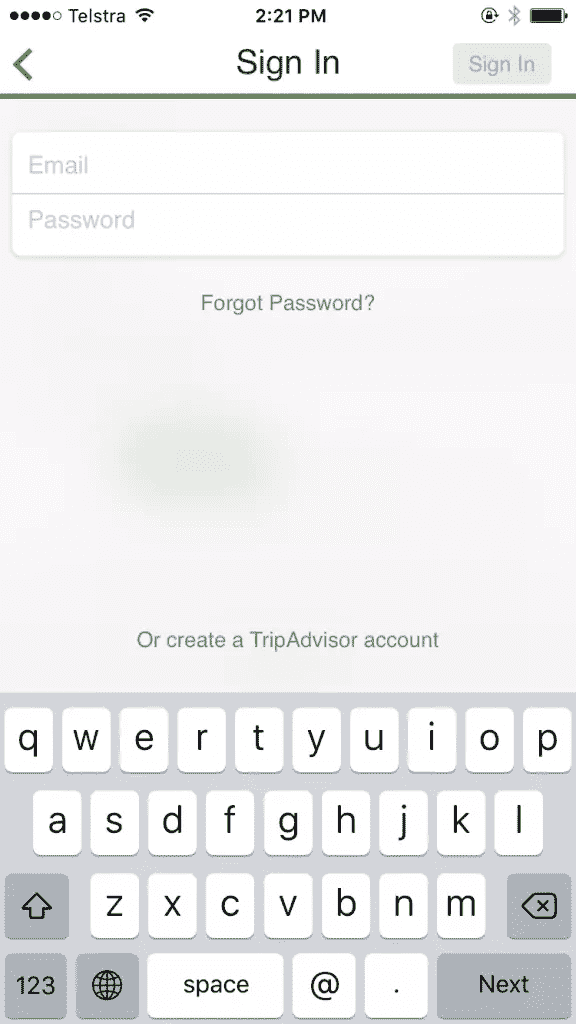 Telstra 2:21 PM
Sign In Sign In
Email
Password
Forgot Password?
Or create a TripAdvisor account
q w e r t y u i o p
a s d f g h j k l
z x c v b n m
123 space @ . Next